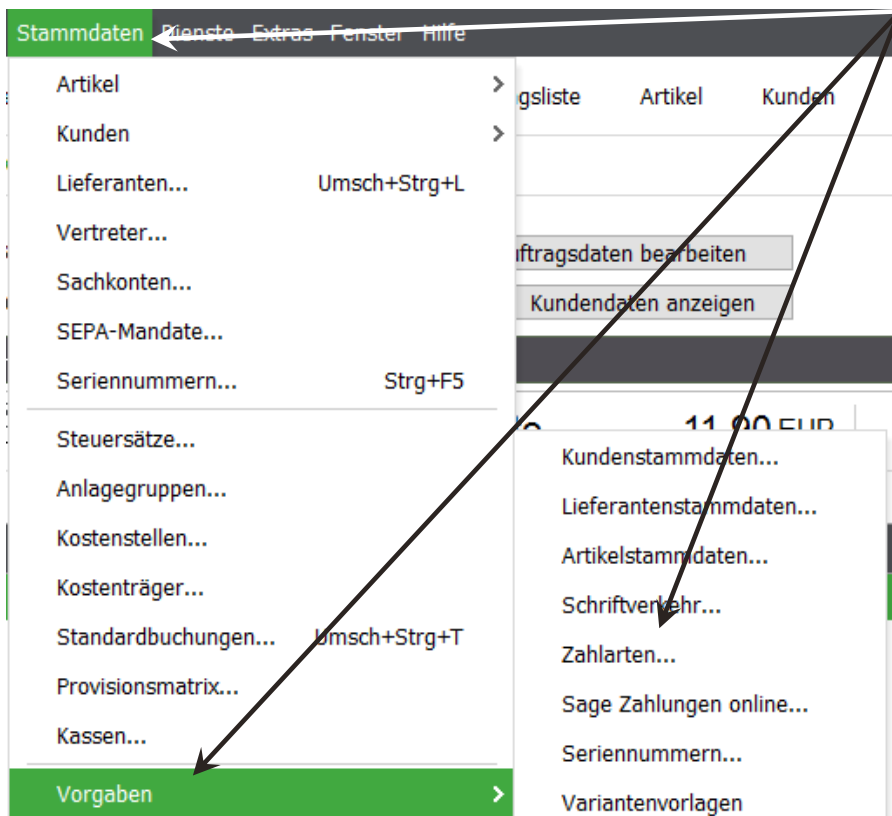 Stammdaten Dienste Extras Fenster Hilfe
Artikel
Kunden
Lieferanten... Umsch+Strg+L
Vertreter...
Sachkonten...
SEPA-Mandate...
Seriennummern... Strg+F5
Steuersätze...
Anlagegruppen...
Kostenstellen...
Kostenträger...
Standardbuchungen... Umsch+Strg+T
Provisionsmatrix...
Kassen...
Vorgaben
gsliste Artikel Kunden
uftragsdaten bearbeiten
Kundendaten anzeigen
11,90 EUR
Kundenstammdaten...
Lieferantenstammdaten...
Artikelstammdaten...
Schriftverkehr...
Zahlarten...
Sage Zahlungen online...
Seriennummern...
Variantenvorlagen